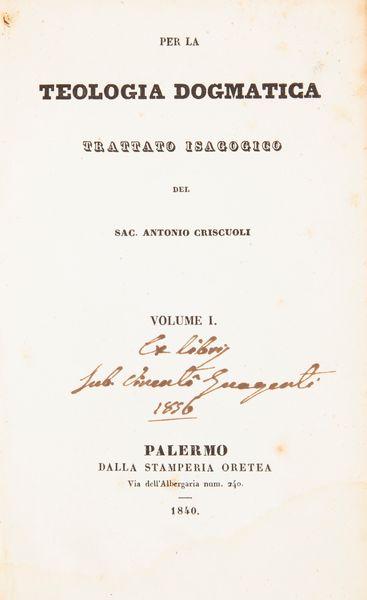 PER LA
TEOLOGIA DOGMATICA
TRATTATO ISAGOGICO
DEL
SAC. ANTONIO CRISCUOLI
VOLUME I.
Ex libris
1856
PALERMO
DALLA STAMPERIA ORETEA
Via dell'Albergaria num. 240.
1840.